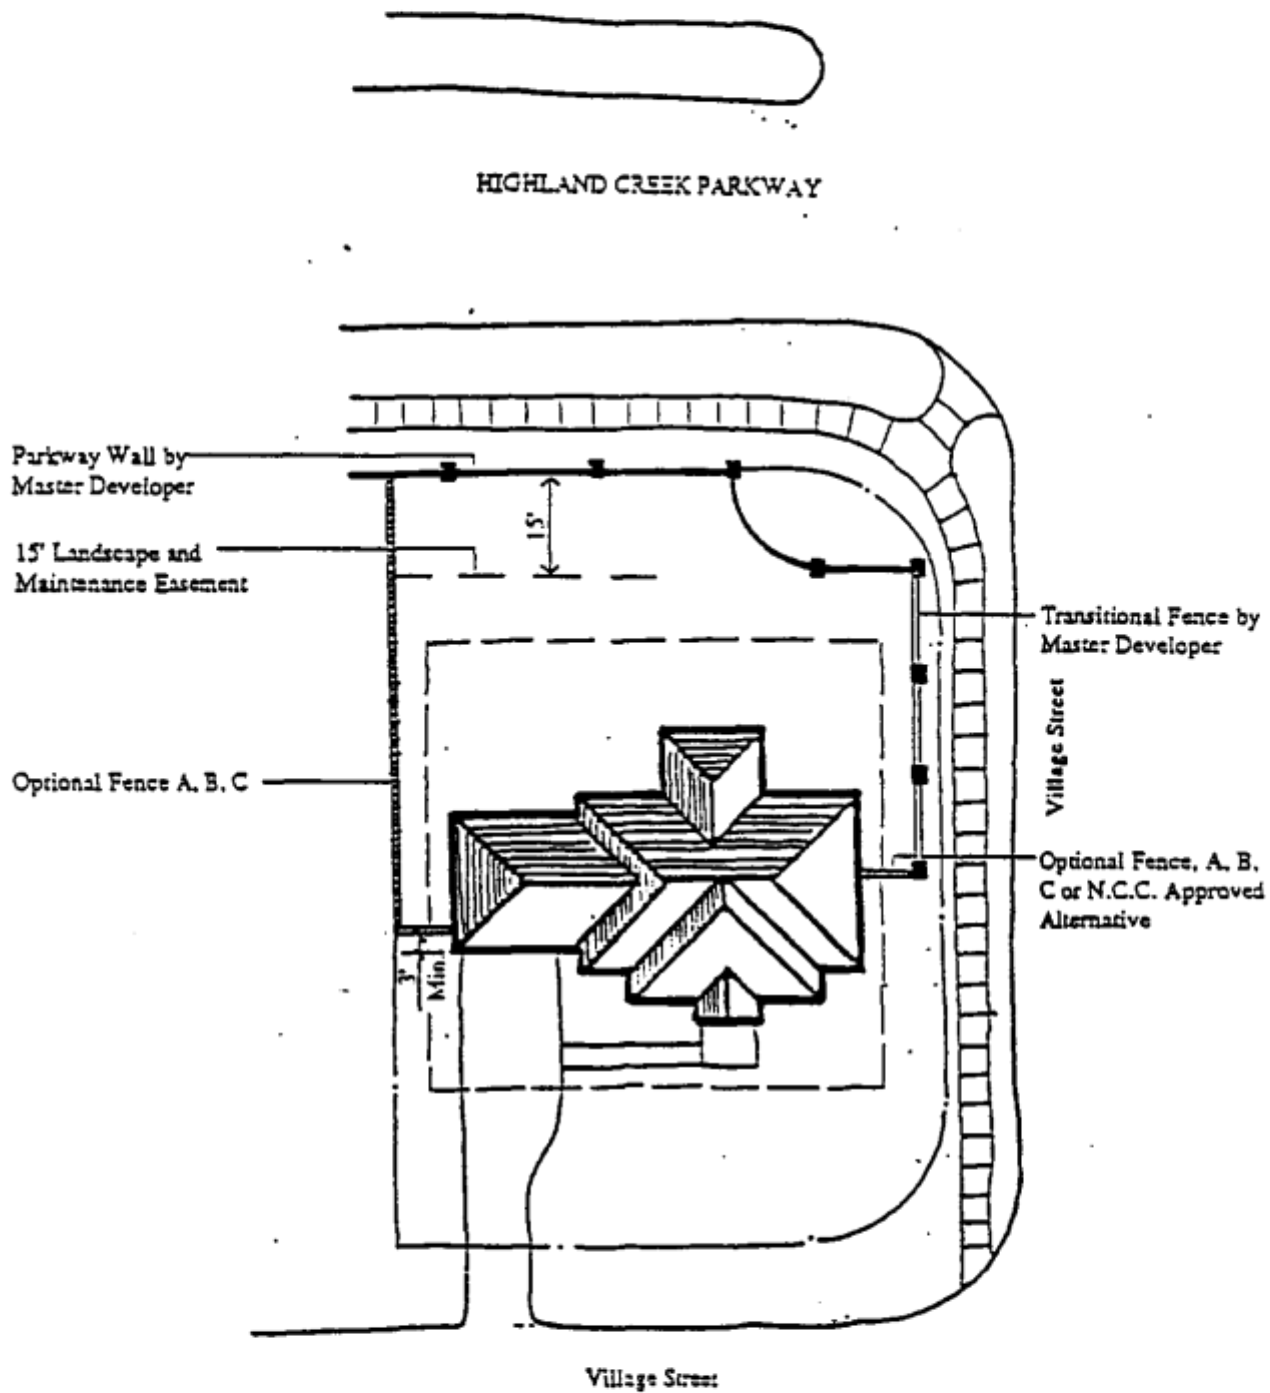 HIGHLAND CREEK PARKWAY
Parkway Wall by
Master Developer
15'
15' Landscape and
Maintenance Easement
Transitional Fence by
Master Developer
Village Street
Optional Fence A, B, C
Optional Fence, A, B,
C or N.C.C. Approved
Alternative
3'
Min.
Village Street